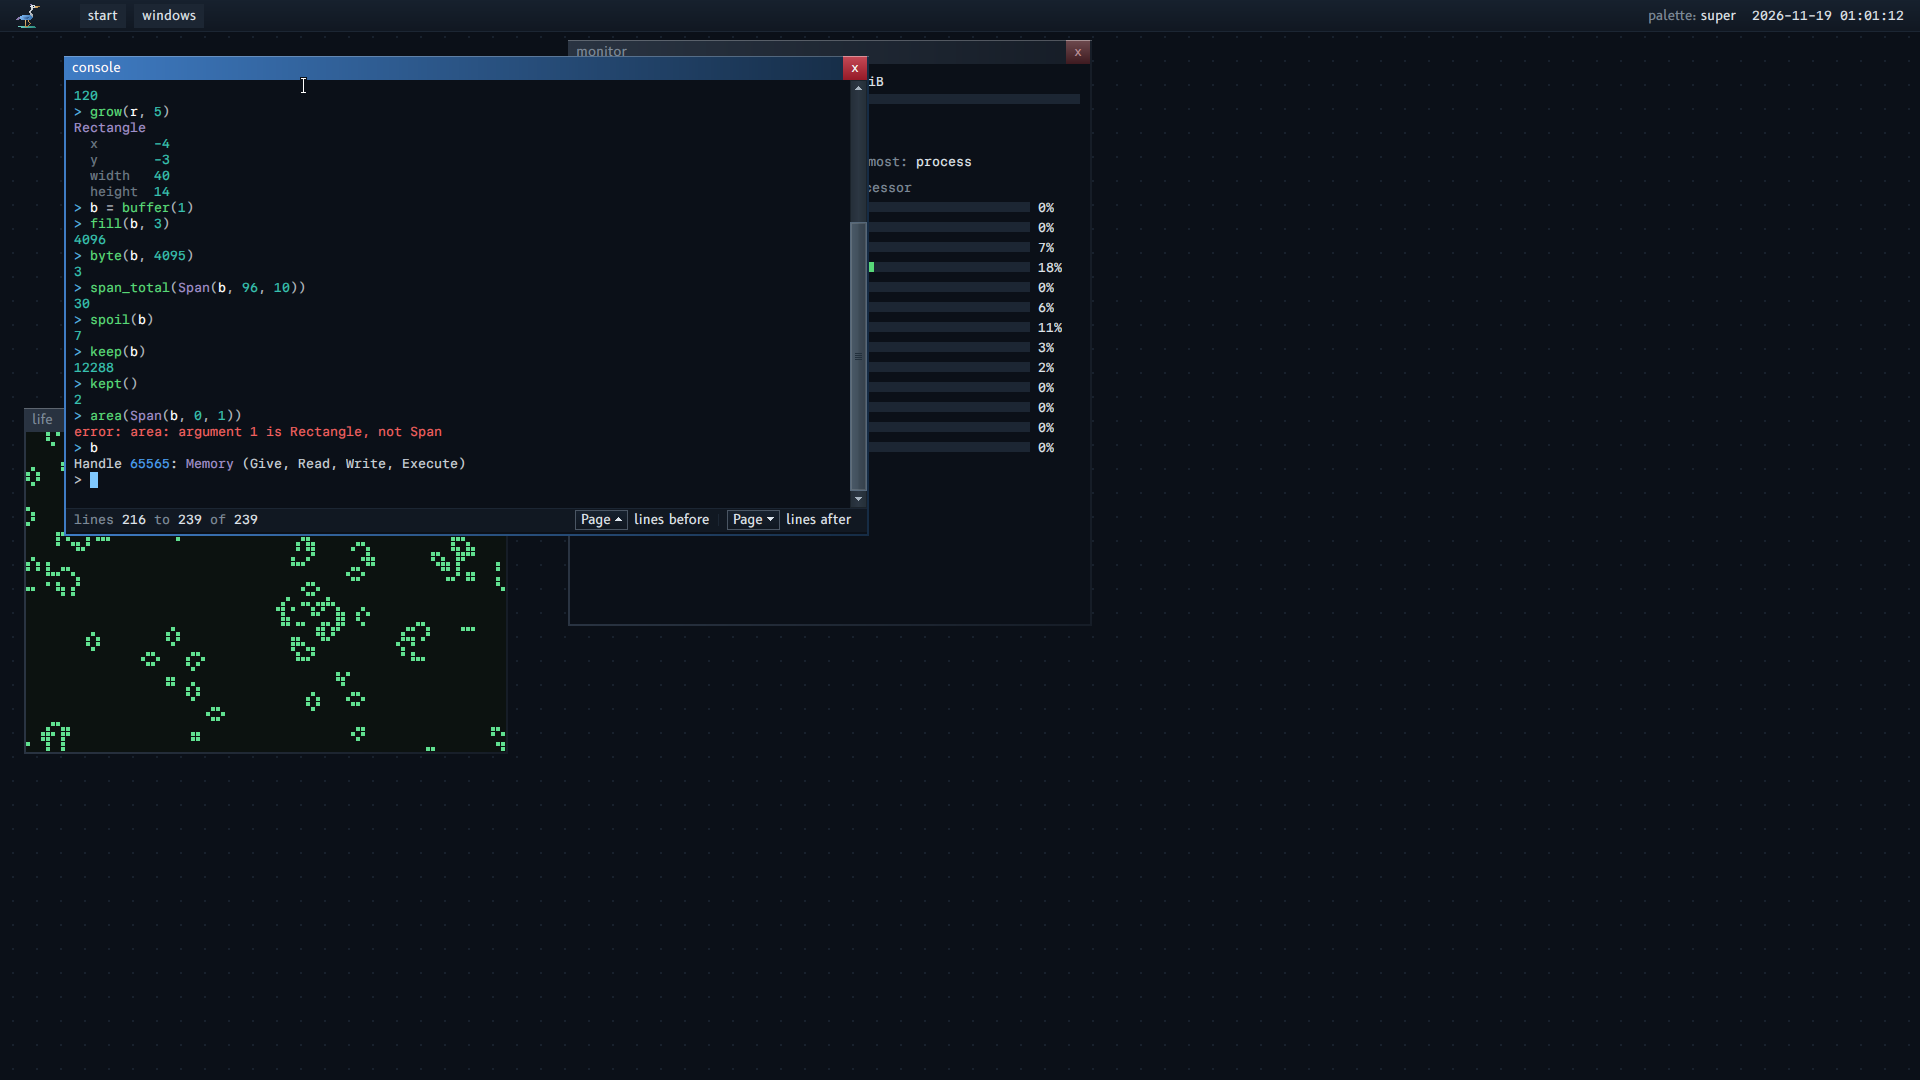 start windows palette: super 2026-11-19 01:01:12
monitor x
console x
iB
120
> grow(r, 5)
Rectangle
x -4
y -3
width 40
height 14
> b = buffer(1)
> fill(b, 3)
4096
> byte(b, 4095)
3
> span_total(Span(b, 96, 10))
30
> spoil(b)
7
> keep(b)
12288
> kept()
2
> area(Span(b, 0, 1))
error: area: argument 1 is Rectangle, not Span
> b
Handle 65565: Memory (Give, Read, Write, Execute)
>
lines 216 to 239 of 239 Page lines before Page lines after
most: process
cessor
0%
0%
7%
18%
0%
6%
11%
3%
2%
0%
0%
0%
0%
life